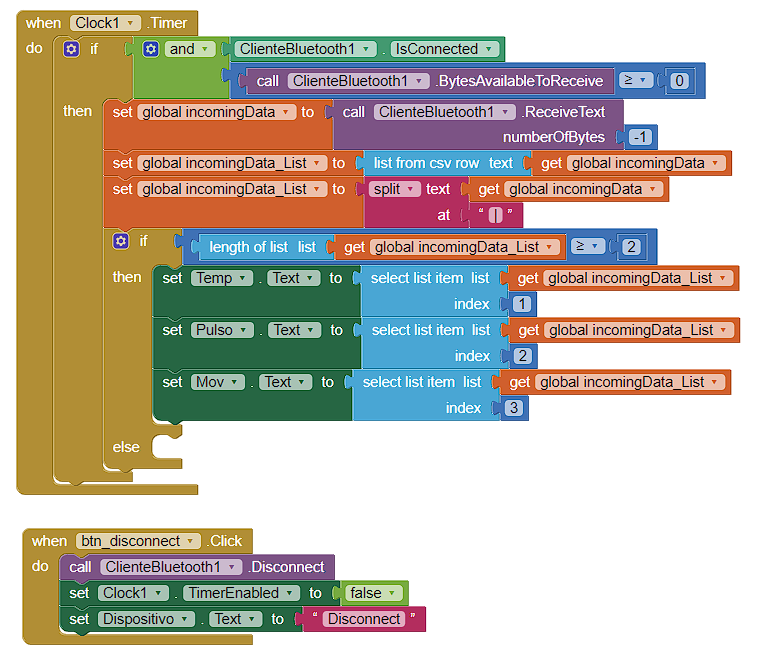 when Clock1 .Timer
do if and ClienteBluetooth1 . IsConnected
call ClienteBluetooth1 .BytesAvailableToReceive ≥ 0
then set global incomingData to call ClienteBluetooth1 .ReceiveText
numberOfBytes -1
set global incomingData_List to list from csv row text get global incomingData
set global incomingData_List to split text get global incomingData
at “ | ”
if length of list list get global incomingData_List ≥ 2
then set Temp . Text to select list item list get global incomingData_List
index 1
set Pulso . Text to select list item list get global incomingData_List
index 2
set Mov . Text to select list item list get global incomingData_List
index 3
else
when btn_disconnect .Click
do call ClienteBluetooth1 .Disconnect
set Clock1 . TimerEnabled to false
set Dispositivo . Text to “ Disconnect ”